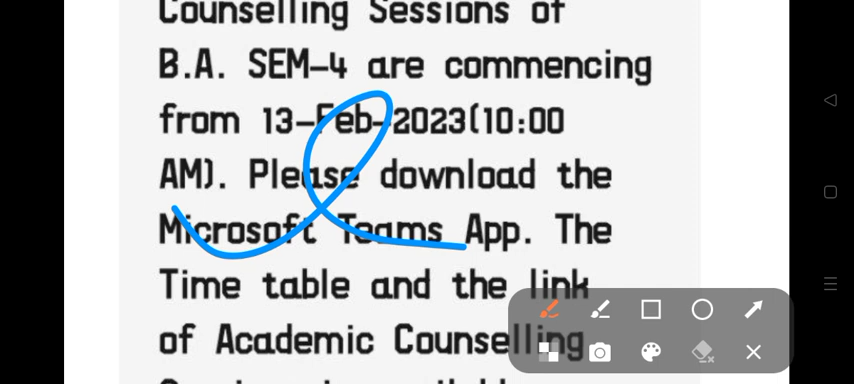 Counselling Sessions of
B.A. SEM-4 are commencing
from 13-Feb-2023(10:00
AM). Please download the
Microsoft Teams App. The
Time table and the link
of Academic Counselling